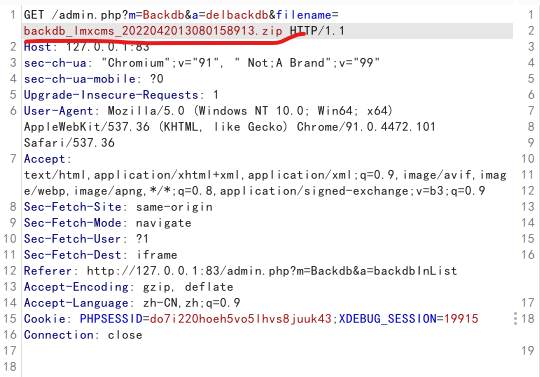 1 GET /admin.php?m=Backdb&a=delbackdb&filename= 1
backdb_lmxcms_2022042013080158913.zip HTTP/1.1 2
2 Host: 127.0.0.1:83 3
3 sec-ch-ua: "Chromium";v="91", " Not;A Brand";v="99" 4
4 sec-ch-ua-mobile: ?0 5
5 Upgrade-Insecure-Requests: 1 6
6 User-Agent: Mozilla/5.0 (Windows NT 10.0; Win64; x64) 7
AppleWebKit/537.36 (KHTML, like Gecko) Chrome/91.0.4472.101 8
Safari/537.36 9
7 Accept: 10
text/html,application/xhtml+xml,application/xml;q=0.9,image/avif,imag 11
e/webp,image/apng,*/*;q=0.8,application/signed-exchange;v=b3;q=0.9 12
8 Sec-Fetch-Site: same-origin 13
9 Sec-Fetch-Mode: navigate 14
10 Sec-Fetch-User: ?1 15
11 Sec-Fetch-Dest: iframe 16
12 Referer: http://127.0.0.1:83/admin.php?m=Backdb&a=backdbInList
13 Accept-Encoding: gzip, deflate
14 Accept-Language: zh-CN,zh;q=0.9 17
15 Cookie: PHPSESSID=do7i220hoeh5vo5lhvs8juuk43;XDEBUG_SESSION=19915 18
16 Connection: close
17 19
18